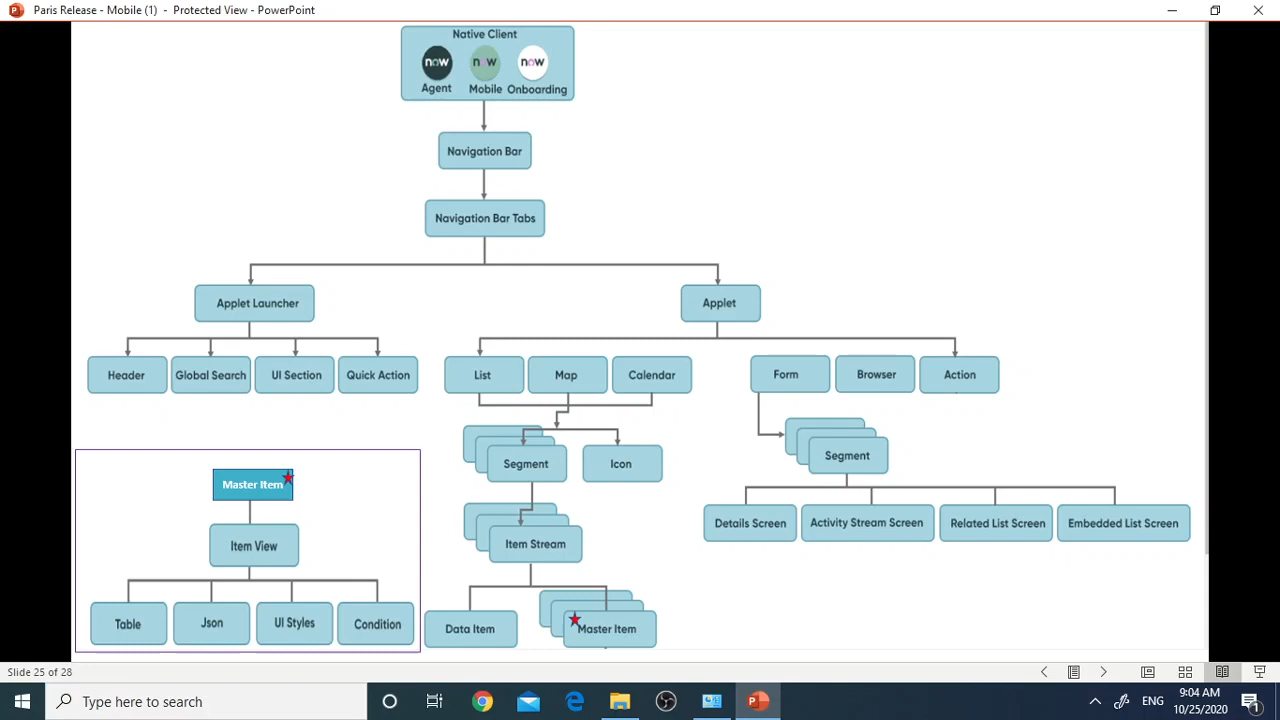 Paris Release - Mobile (1)  -  Protected View - PowerPoint
Native Client
now now now
Agent Mobile Onboarding
Navigation Bar
Navigation Bar Tabs
Applet Launcher
Applet
Header
Global Search
UI Section
Quick Action
List
Map
Calendar
Form
Browser
Action
Segment
Icon
Segment
Master Item
Details Screen
Activity Stream Screen
Related List Screen
Embedded List Screen
Item View
Item Stream
Table
Json
UI Styles
Condition
Data Item
Master Item
Slide 25 of 28
Type here to search
ENG
9:04 AM
10/25/2020
1